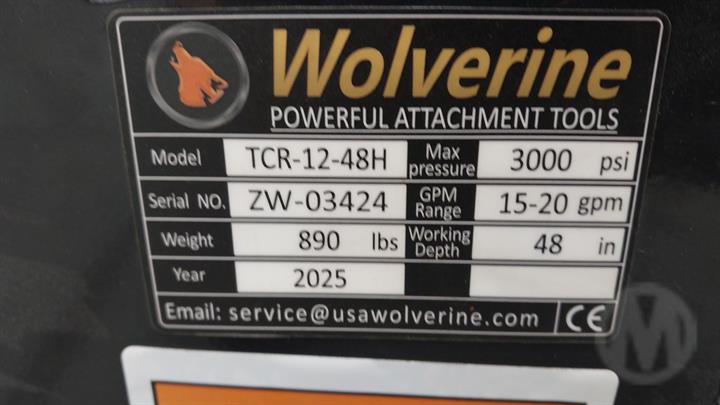 Wolverine
POWERFUL ATTACHMENT TOOLS
Model TCR-12-48H Max pressure 3000 psi
Serial NO. ZW-03424 GPM Range 15-20 gpm
Weight 890 lbs Working Depth 48 in
Year 2025
Email: service@usawolverine.com CE
M